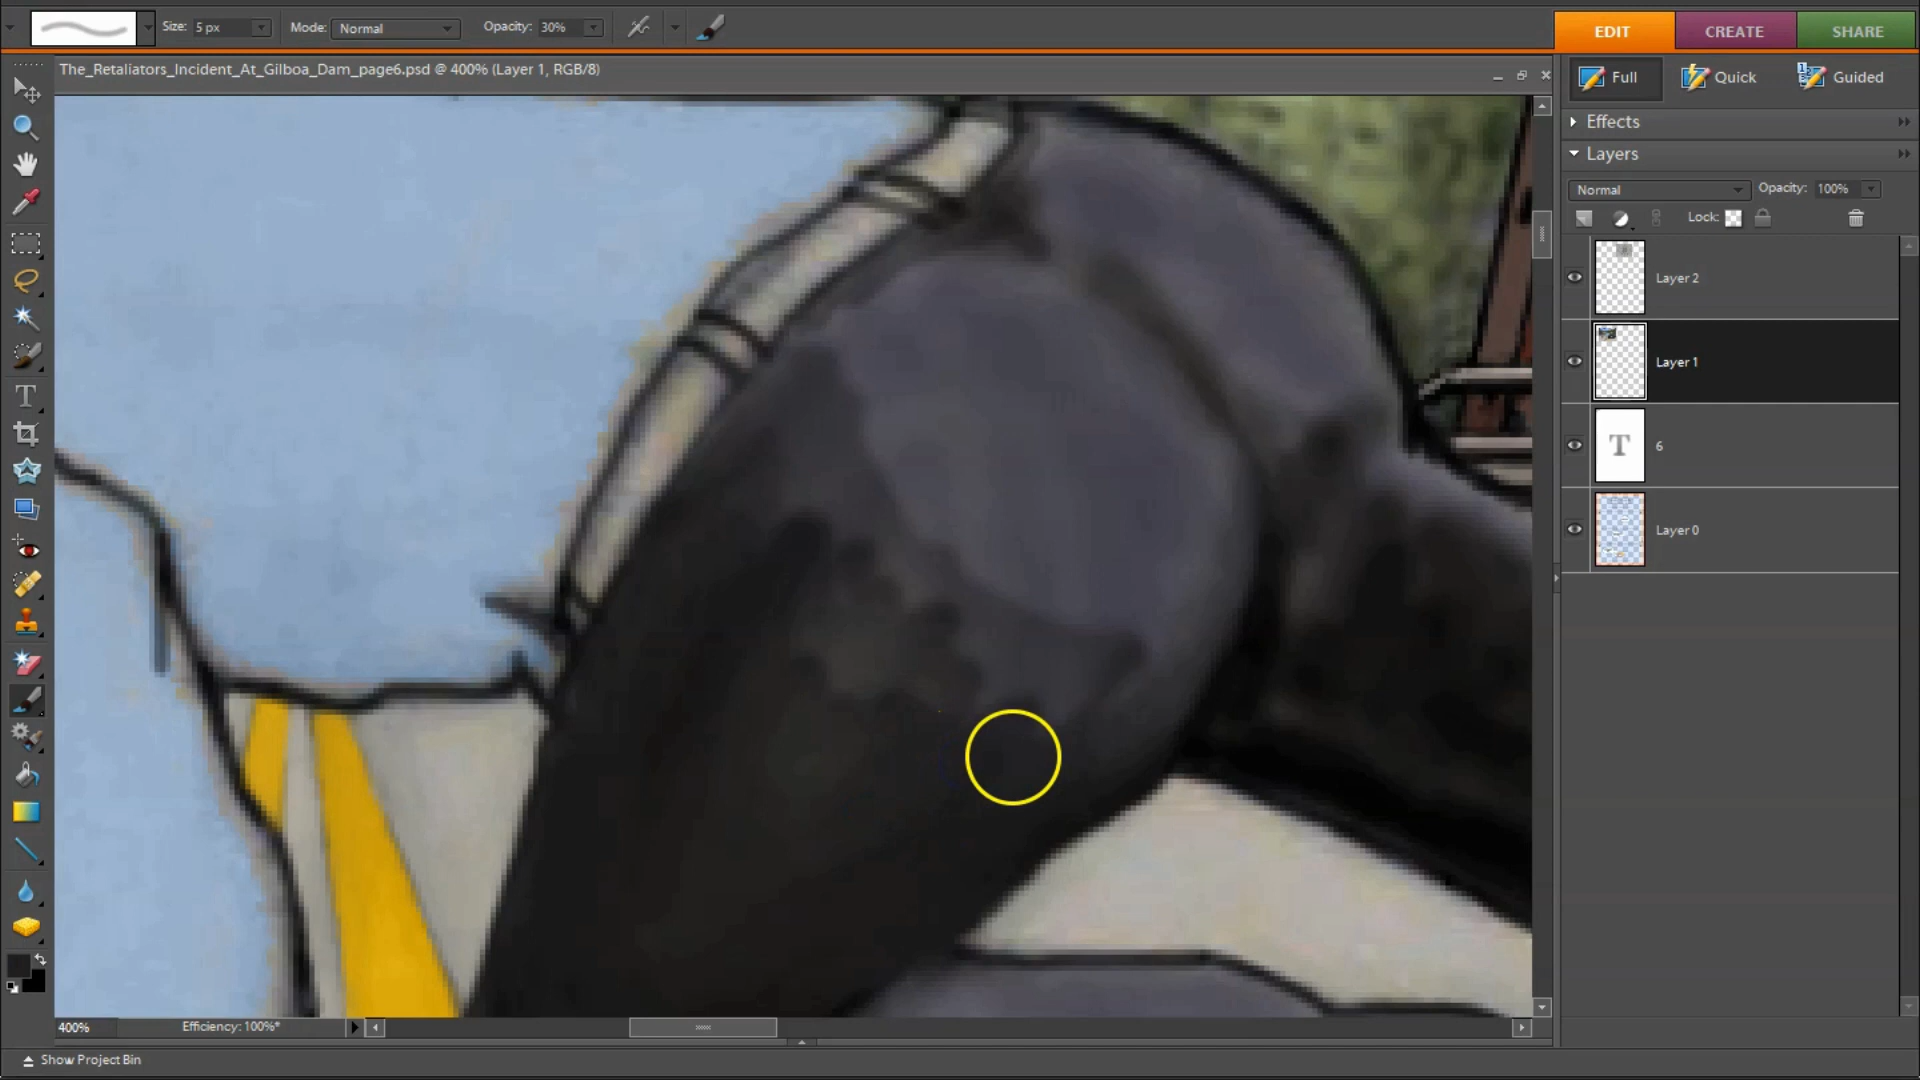 Size: 5 px Mode: Normal Opacity: 30% EDIT CREATE SHARE
The_Retaliators_Incident_At_Gilboa_Dam_page6.psd @ 400% (Layer 1, RGB/8)
Full Quick Guided
Effects
Layers
Normal Opacity: 100%
Lock:
Layer 2
Layer 1
T 6
Layer 0
T
400% Efficiency: 100%*
Show Project Bin